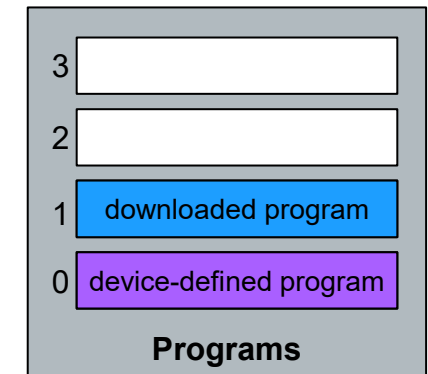 3
2
1 downloaded program
0 device-defined program
Programs